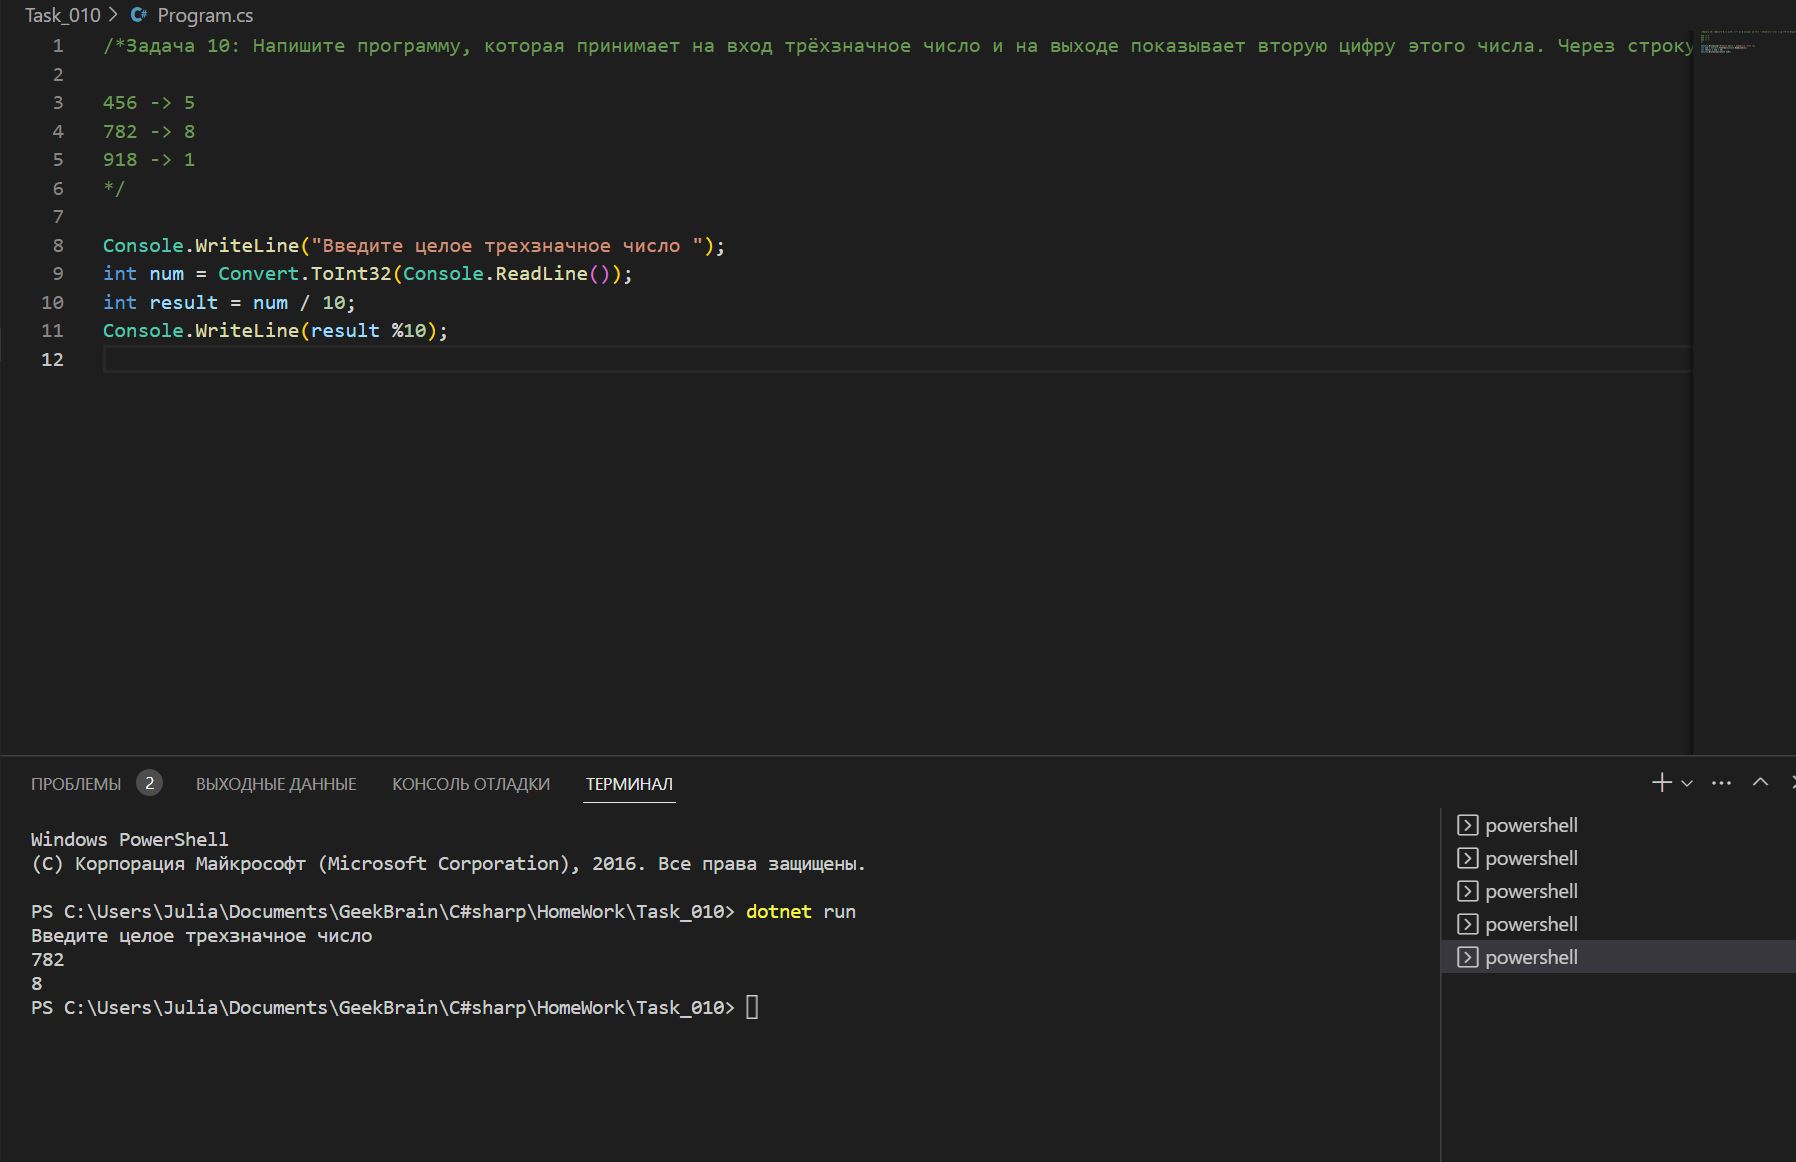 Task_010 > C# Program.cs
1 /*Задача 10: Напишите программу, которая принимает на вход трёхзначное число и на выходе показывает вторую цифру этого числа. Через строку
2
3 456 -> 5
4 782 -> 8
5 918 -> 1
6 */
7
8 Console.WriteLine("Введите целое трехзначное число ");
9 int num = Convert.ToInt32(Console.ReadLine());
10 int result = num / 10;
11 Console.WriteLine(result %10);
12
ПРОБЛЕМЫ 2 ВЫХОДНЫЕ ДАННЫЕ КОНСОЛЬ ОТЛАДКИ ТЕРМИНАЛ
Windows PowerShell
(C) Корпорация Майкрософт (Microsoft Corporation), 2016. Все права защищены.
PS C:\Users\Julia\Documents\GeekBrain\C#sharp\HomeWork\Task_010> dotnet run
Введите целое трехзначное число
782
8
PS C:\Users\Julia\Documents\GeekBrain\C#sharp\HomeWork\Task_010>
powershell
powershell
powershell
powershell
powershell